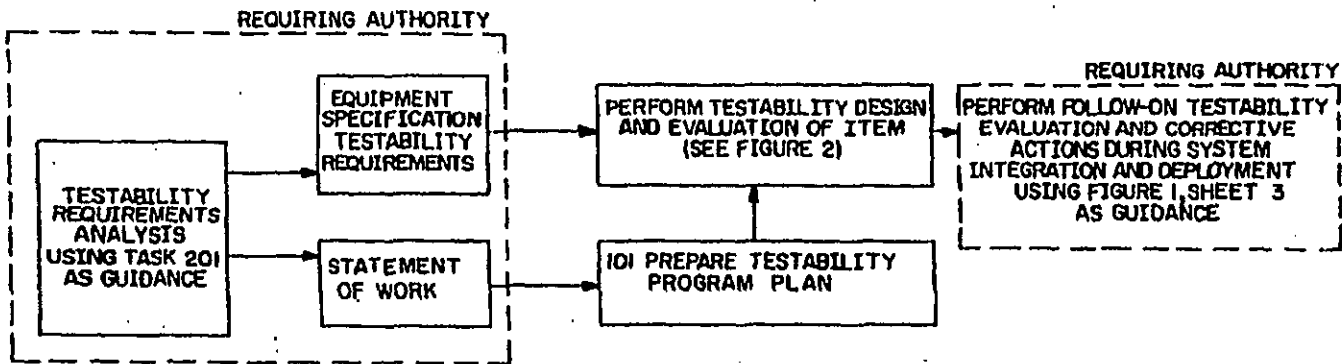 REQUIRING AUTHORITY
TESTABILITY
REQUIREMENTS
ANALYSIS
USING TASK 201
AS GUIDANCE
EQUIPMENT
SPECIFICATION
TESTABILITY
REQUIREMENTS
STATEMENT
OF WORK
PERFORM TESTABILITY DESIGN
AND EVALUATION OF ITEM
(SEE FIGURE 2)
101 PREPARE TESTABILITY
PROGRAM PLAN
REQUIRING AUTHORITY
PERFORM FOLLOW-ON TESTABILITY
EVALUATION AND CORRECTIVE
ACTIONS DURING SYSTEM
INTEGRATION AND DEPLOYMENT
USING FIGURE 1, SHEET 3
AS GUIDANCE